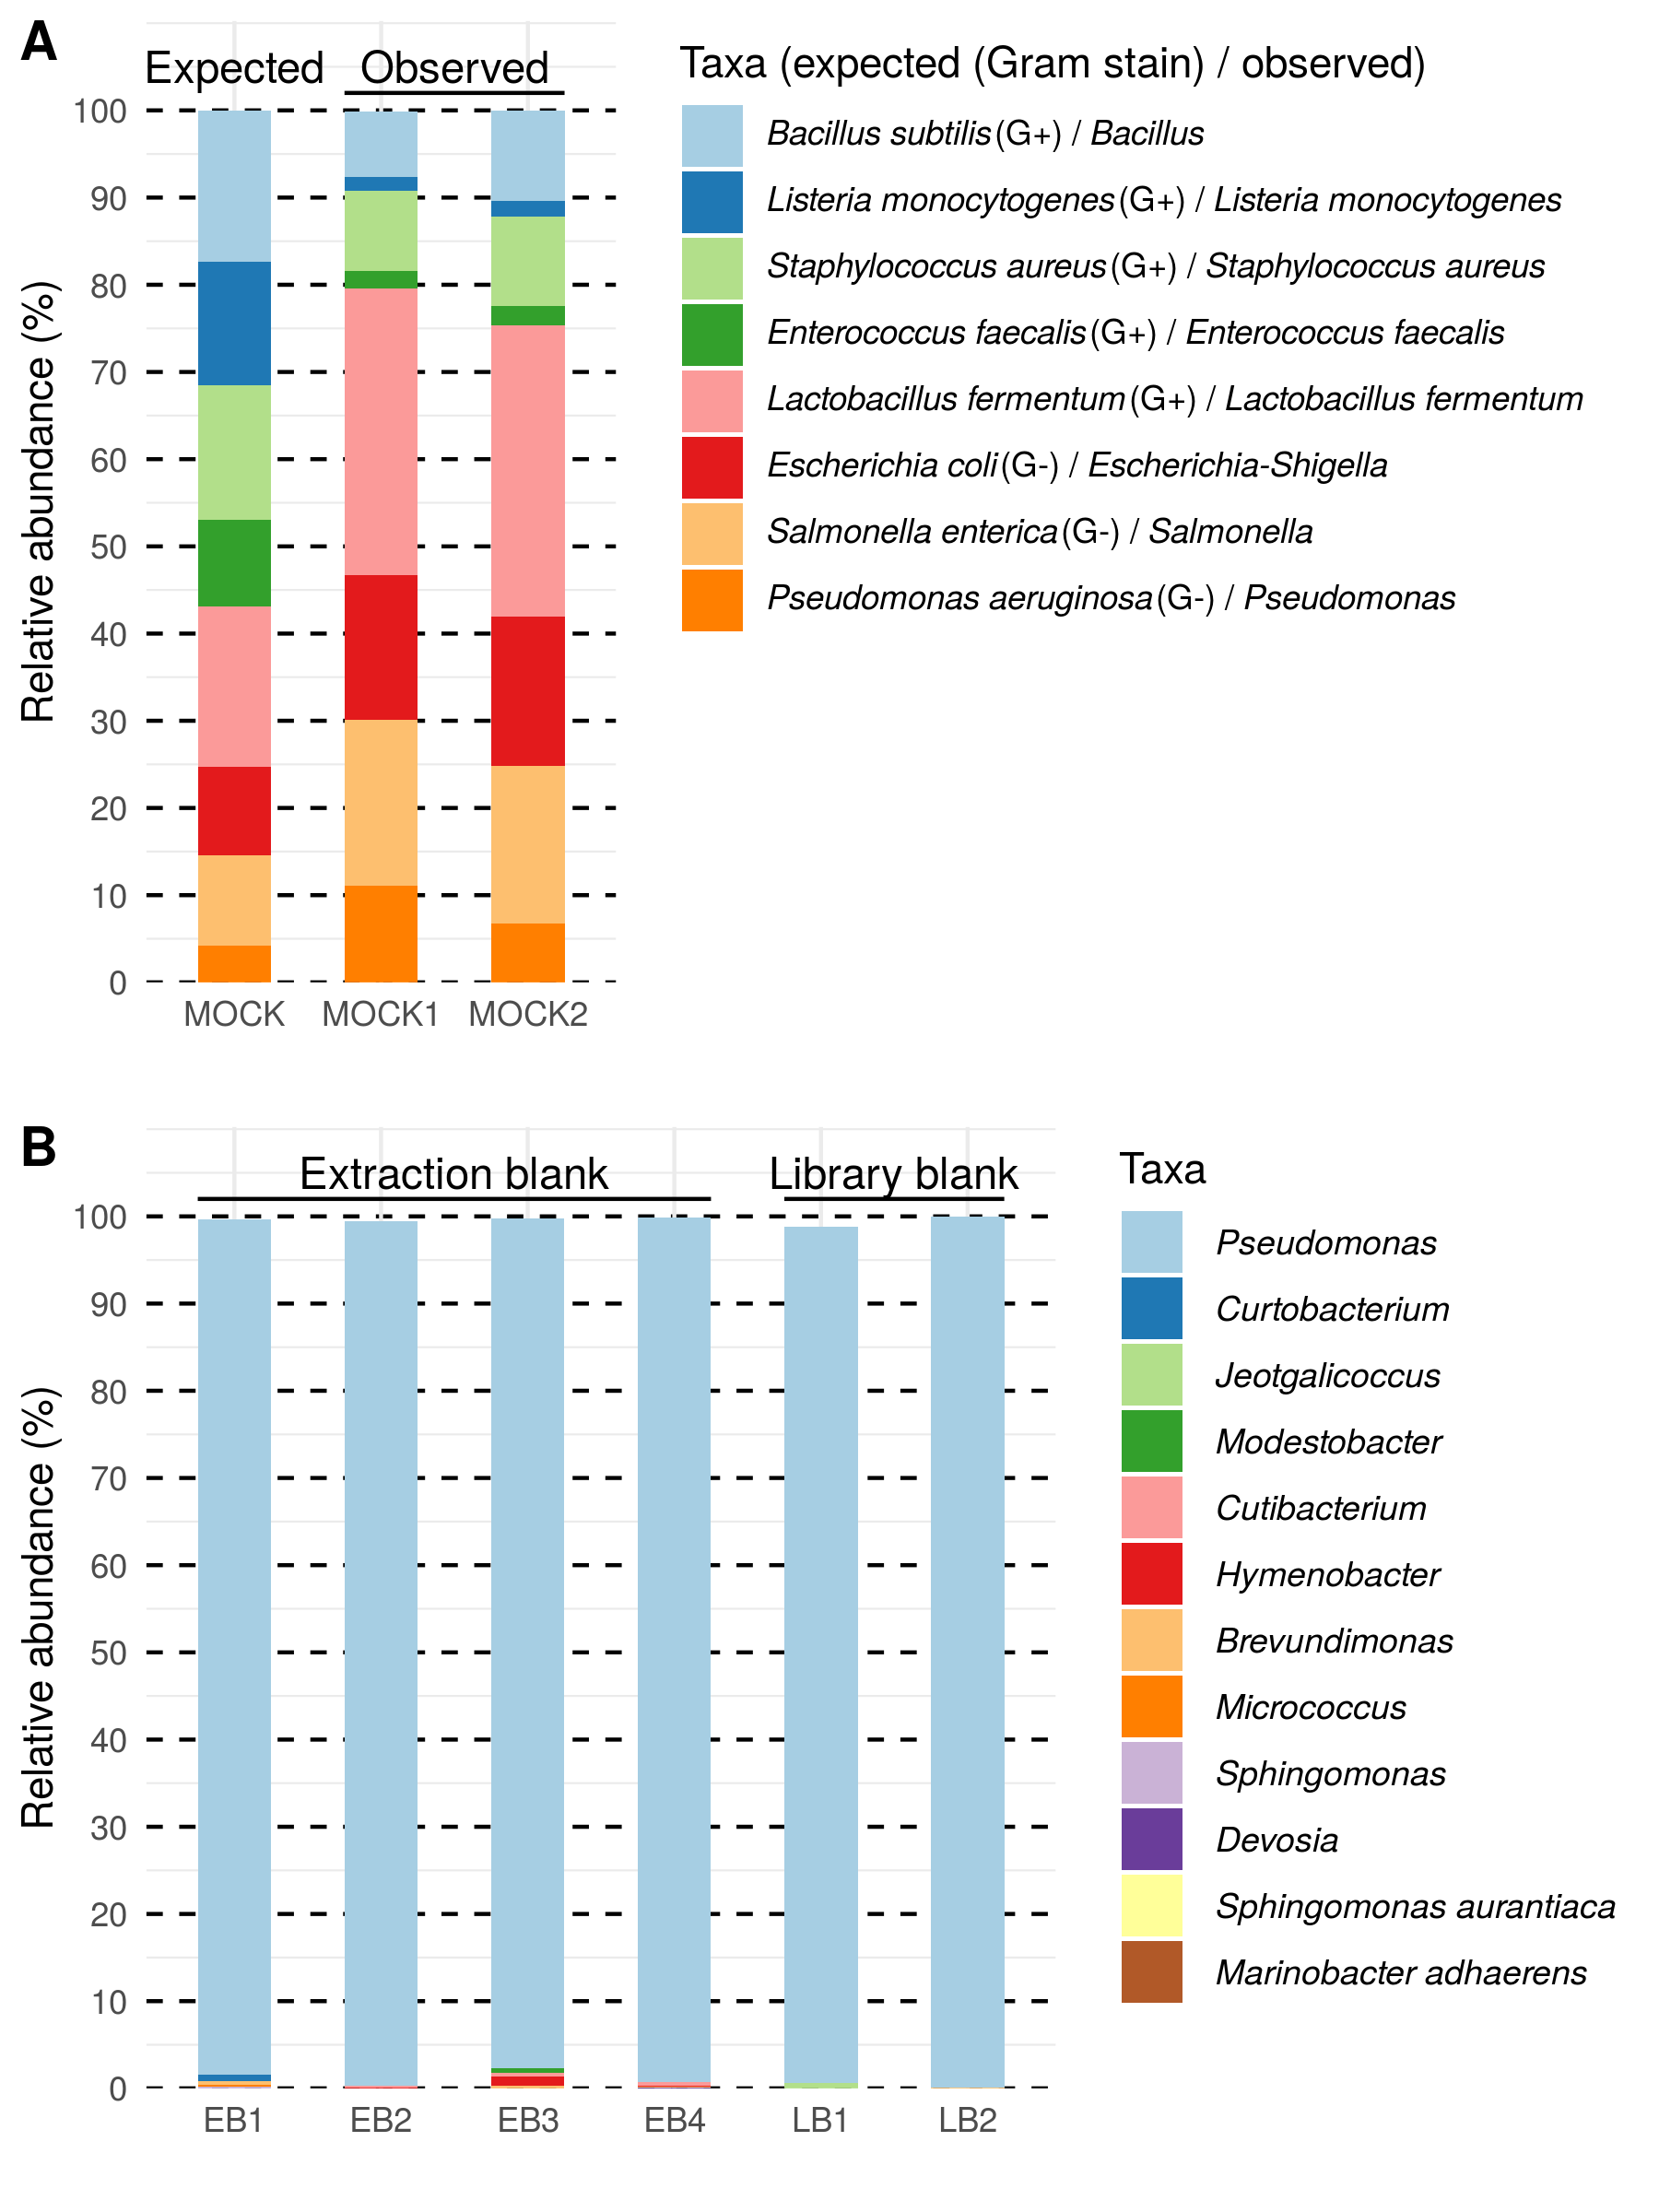 A
Expected Observed
Taxa (expected (Gram stain) / observed)
Relative abundance (%)
100
90
80
70
60
50
40
30
20
10
0
MOCK MOCK1 MOCK2
Bacillus subtilis (G+) / Bacillus
Listeria monocytogenes (G+) / Listeria monocytogenes
Staphylococcus aureus (G+) / Staphylococcus aureus
Enterococcus faecalis (G+) / Enterococcus faecalis
Lactobacillus fermentum (G+) / Lactobacillus fermentum
Escherichia coli (G-) / Escherichia-Shigella
Salmonella enterica (G-) / Salmonella
Pseudomonas aeruginosa (G-) / Pseudomonas
B
Extraction blank Library blank
Taxa
Relative abundance (%)
100
90
80
70
60
50
40
30
20
10
0
EB1 EB2 EB3 EB4 LB1 LB2
Pseudomonas
Curtobacterium
Jeotgalicoccus
Modestobacter
Cutibacterium
Hymenobacter
Brevundimonas
Micrococcus
Sphingomonas
Devosia
Sphingomonas aurantiaca
Marinobacter adhaerens